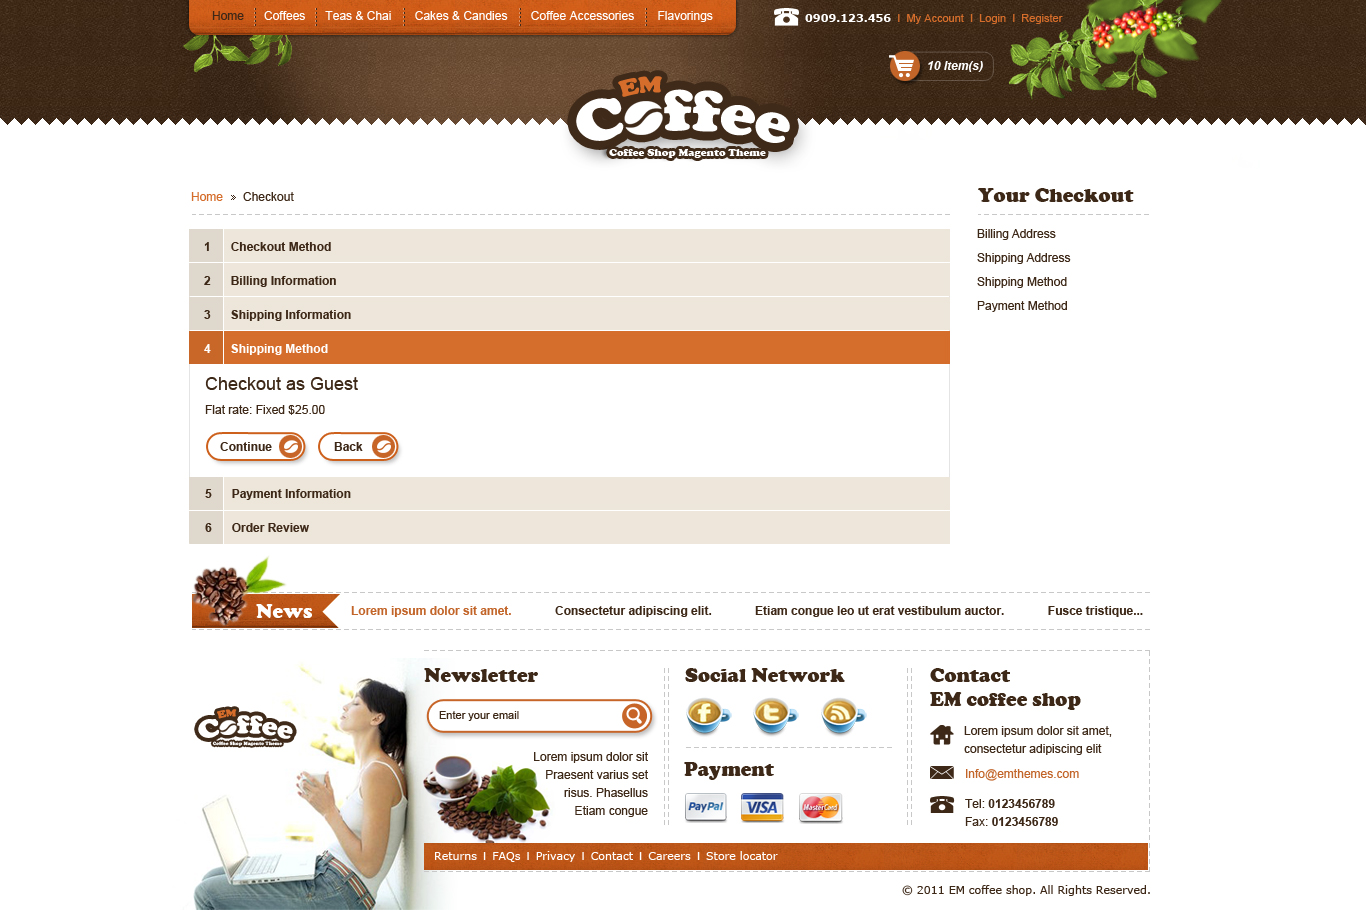 Home Coffees Teas & Chai Cakes & Candies Coffee Accessories Flavorings
0909.123.456 | My Account | Login | Register
10 Item(s)
EM
Coffee
Coffee Shop Magento Theme
Home » Checkout
Your Checkout
Billing Address
Shipping Address
Shipping Method
Payment Method
1 Checkout Method
2 Billing Information
3 Shipping Information
4 Shipping Method
Checkout as Guest
Flat rate: Fixed $25.00
Continue Back
5 Payment Information
6 Order Review
News Lorem ipsum dolor sit amet. Consectetur adipiscing elit. Etiam congue leo ut erat vestibulum auctor. Fusce tristique...
EM
Coffee
Coffee Shop Magento Theme
Newsletter
Enter your email
Lorem ipsum dolor sit
Praesent varius set
risus. Phasellus
Etiam congue
Social Network
f t
Payment
PayPal VISA MasterCard
Contact
EM coffee shop
Lorem ipsum dolor sit amet,
consectetur adipiscing elit
Info@emthemes.com
Tel: 0123456789
Fax: 0123456789
Returns | FAQs | Privacy | Contact | Careers | Store locator
© 2011 EM coffee shop. All Rights Reserved.